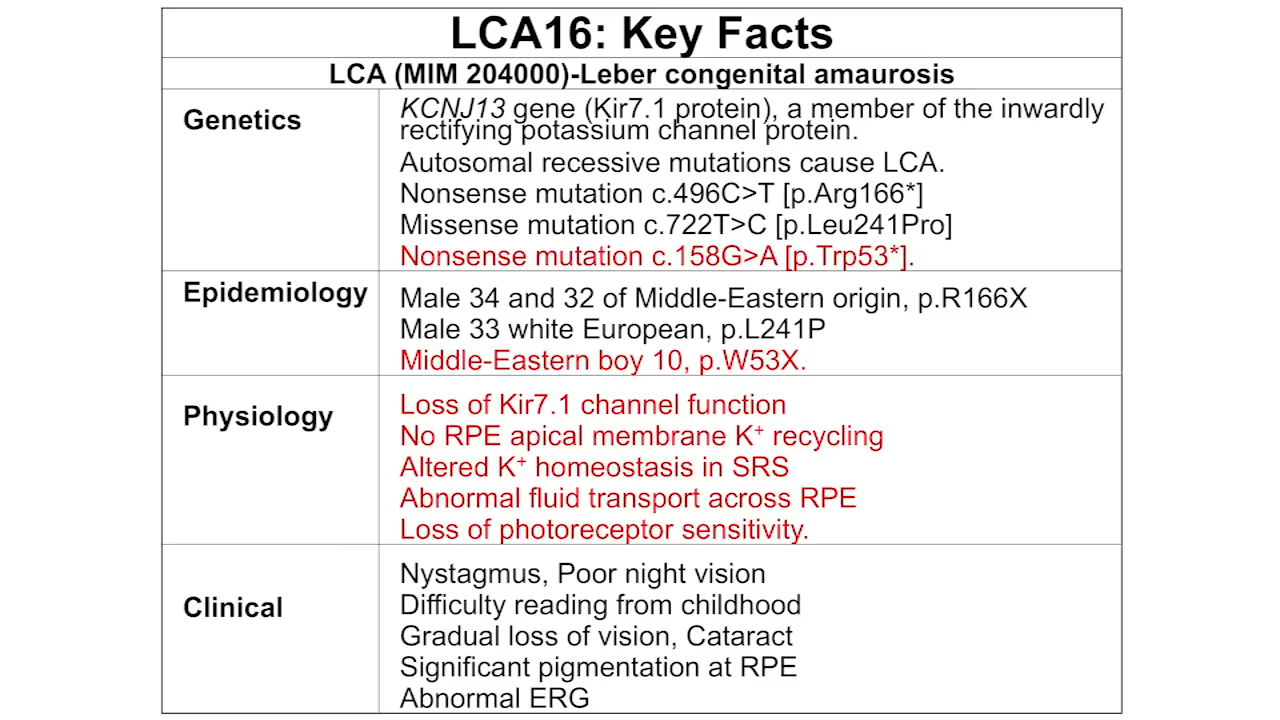 LCA16: Key Facts
LCA (MIM 204000)-Leber congenital amaurosis
Genetics
KCNJ13 gene (Kir7.1 protein), a member of the inwardly
rectifying potassium channel protein.
Autosomal recessive mutations cause LCA.
Nonsense mutation c.496C>T [p.Arg166*]
Missense mutation c.722T>C [p.Leu241Pro]
Nonsense mutation c.158G>A [p.Trp53*].
Epidemiology
Male 34 and 32 of Middle-Eastern origin, p.R166X
Male 33 white European, p.L241P
Middle-Eastern boy 10, p.W53X.
Physiology
Loss of Kir7.1 channel function
No RPE apical membrane K⁺ recycling
Altered K⁺ homeostasis in SRS
Abnormal fluid transport across RPE
Loss of photoreceptor sensitivity.
Clinical
Nystagmus, Poor night vision
Difficulty reading from childhood
Gradual loss of vision, Cataract
Significant pigmentation at RPE
Abnormal ERG